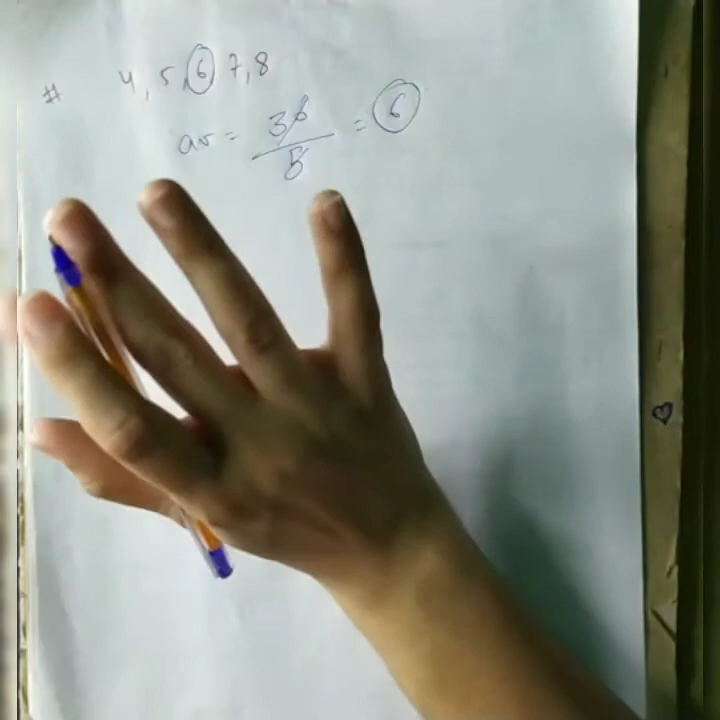 # 4, 5, 6 7, 8
av = 30/5 = 6